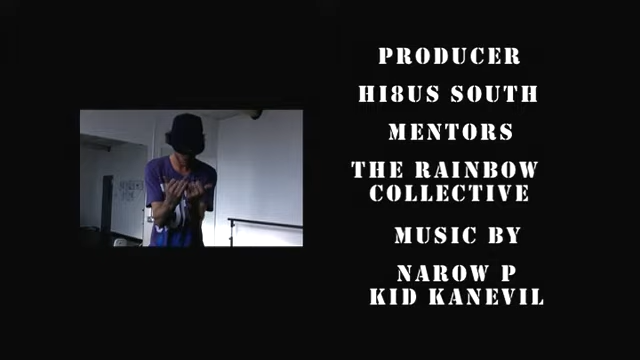 PRODUCER
HI8US SOUTH
MENTORS
THE RAINBOW
COLLECTIVE
MUSIC BY
NAROW P
KID KANEVIL